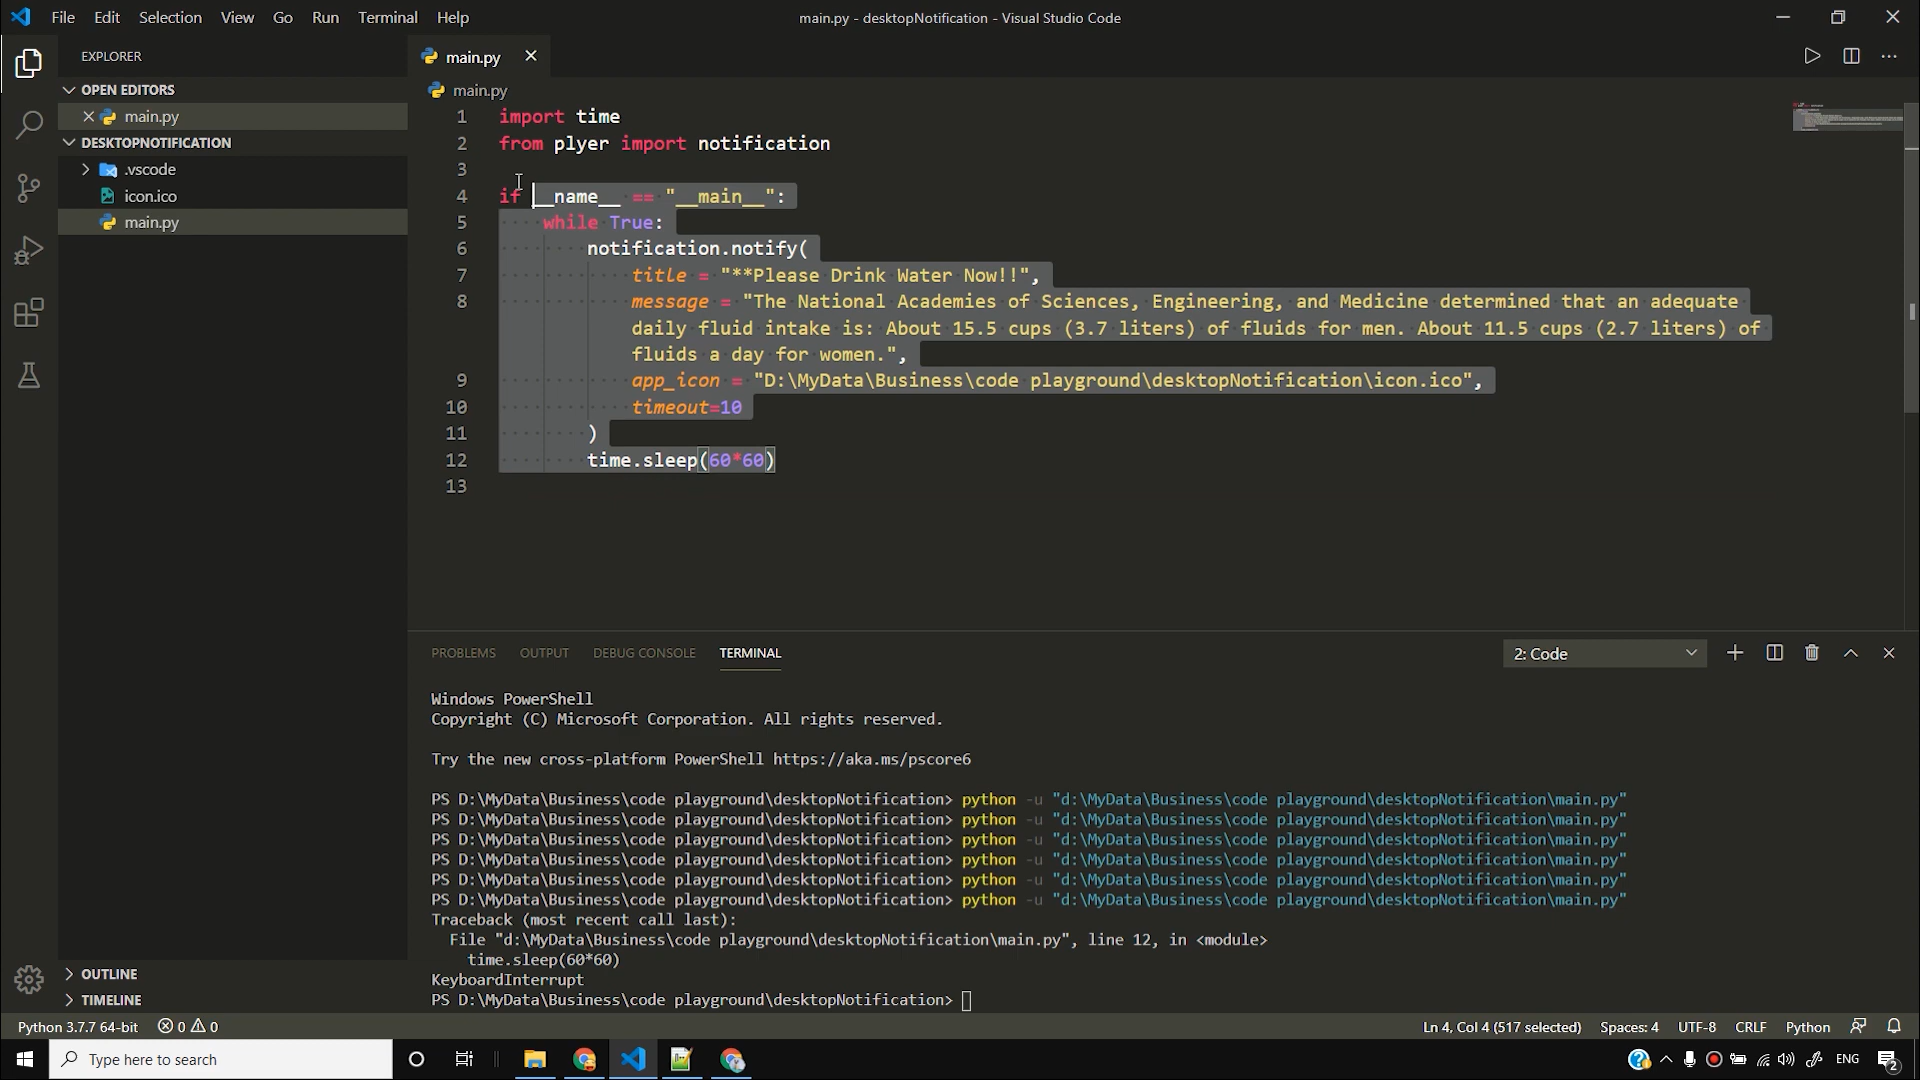 File Edit Selection View Go Run Terminal Help
main.py - desktopNotification - Visual Studio Code
EXPLORER
OPEN EDITORS
main.py
DESKTOPNOTIFICATION
.vscode
icon.ico
main.py
OUTLINE
TIMELINE
main.py
main.py
1 import time
2 from plyer import notification
3
4 if __name__ == "__main__":
5 while True:
6 notification.notify(
7 title = "**Please Drink Water Now!!",
8 message = "The National Academies of Sciences, Engineering, and Medicine determined that an adequate
daily fluid intake is: About 15.5 cups (3.7 liters) of fluids for men. About 11.5 cups (2.7 liters) of
fluids a day for women.",
9 app_icon = "D:\MyData\Business\code playground\desktopNotification\icon.ico",
10 timeout=10
11 )
12 time.sleep(60*60)
13
PROBLEMS OUTPUT DEBUG CONSOLE TERMINAL
2: Code
Windows PowerShell
Copyright (C) Microsoft Corporation. All rights reserved.
Try the new cross-platform PowerShell https://aka.ms/pscore6
PS D:\MyData\Business\code playground\desktopNotification> python -u "d:\MyData\Business\code playground\desktopNotification\main.py"
PS D:\MyData\Business\code playground\desktopNotification> python -u "d:\MyData\Business\code playground\desktopNotification\main.py"
PS D:\MyData\Business\code playground\desktopNotification> python -u "d:\MyData\Business\code playground\desktopNotification\main.py"
PS D:\MyData\Business\code playground\desktopNotification> python -u "d:\MyData\Business\code playground\desktopNotification\main.py"
PS D:\MyData\Business\code playground\desktopNotification> python -u "d:\MyData\Business\code playground\desktopNotification\main.py"
PS D:\MyData\Business\code playground\desktopNotification> python -u "d:\MyData\Business\code playground\desktopNotification\main.py"
Traceback (most recent call last):
File "d:\MyData\Business\code playground\desktopNotification\main.py", line 12, in <module>
time.sleep(60*60)
KeyboardInterrupt
PS D:\MyData\Business\code playground\desktopNotification>
Python 3.7.7 64-bit 0 0
Ln 4, Col 4 (517 selected) Spaces: 4 UTF-8 CRLF Python
Type here to search
ENG
2